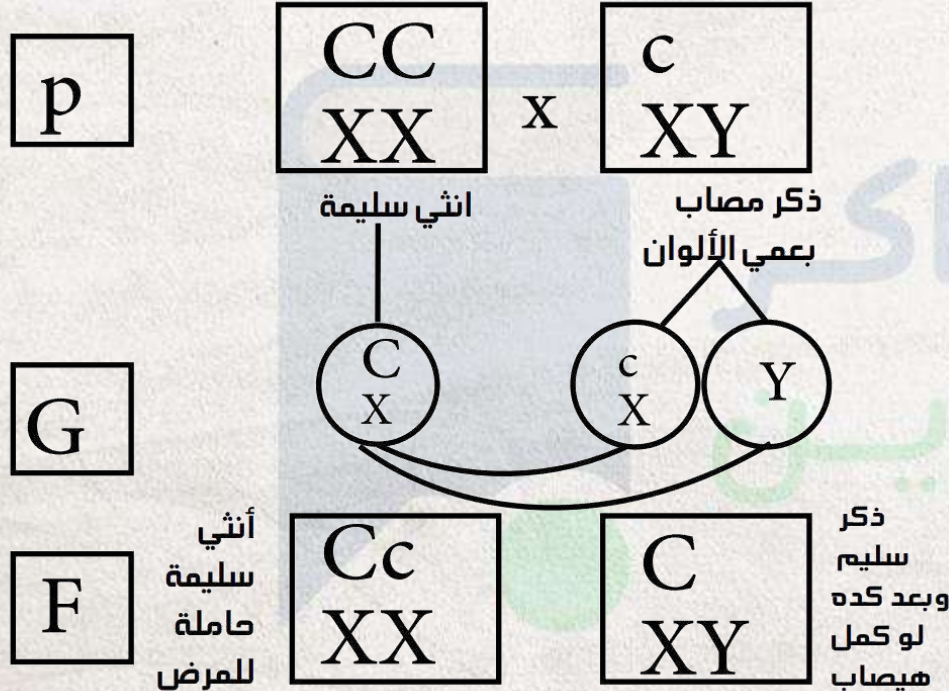 p
CC
XX
x
c
XY
انثي سليمة
ذكر مصاب
بعمي الألوان
G
C
X
c
X
Y
F
أنثي
سليمة
حاملة
للمرض
Cc
XX
C
XY
ذكر
سليم
وبعد كده
لو كمل
هيصاب